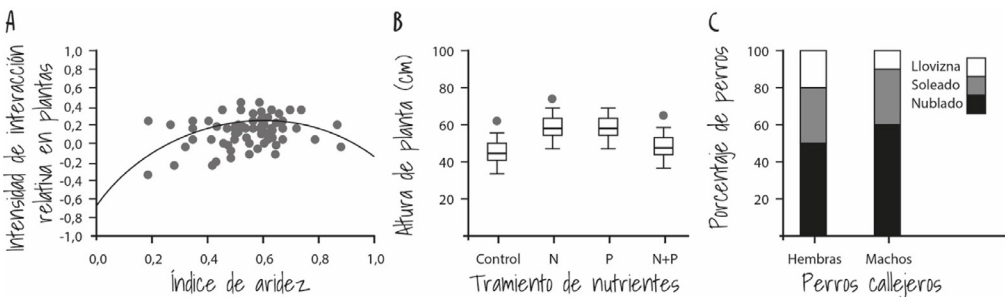 A
Intensidad de interacción
relativa en plantas
1,0
0,8
0,6
0,4
0,2
0,0
-0,2
-0,4
-0,6
-0,8
-1,0
0,0
0,2
0,4
0,6
0,8
1,0
Índice de aridez
B
Altura de planta (cm)
100
80
60
40
20
Control
N
P
N+P
Tramiento de nutrientes
C
Porcentaje de perros
100
80
60
40
20
Llovizna
Soleado
Nublado
Hembras
Machos
Perros callejeros